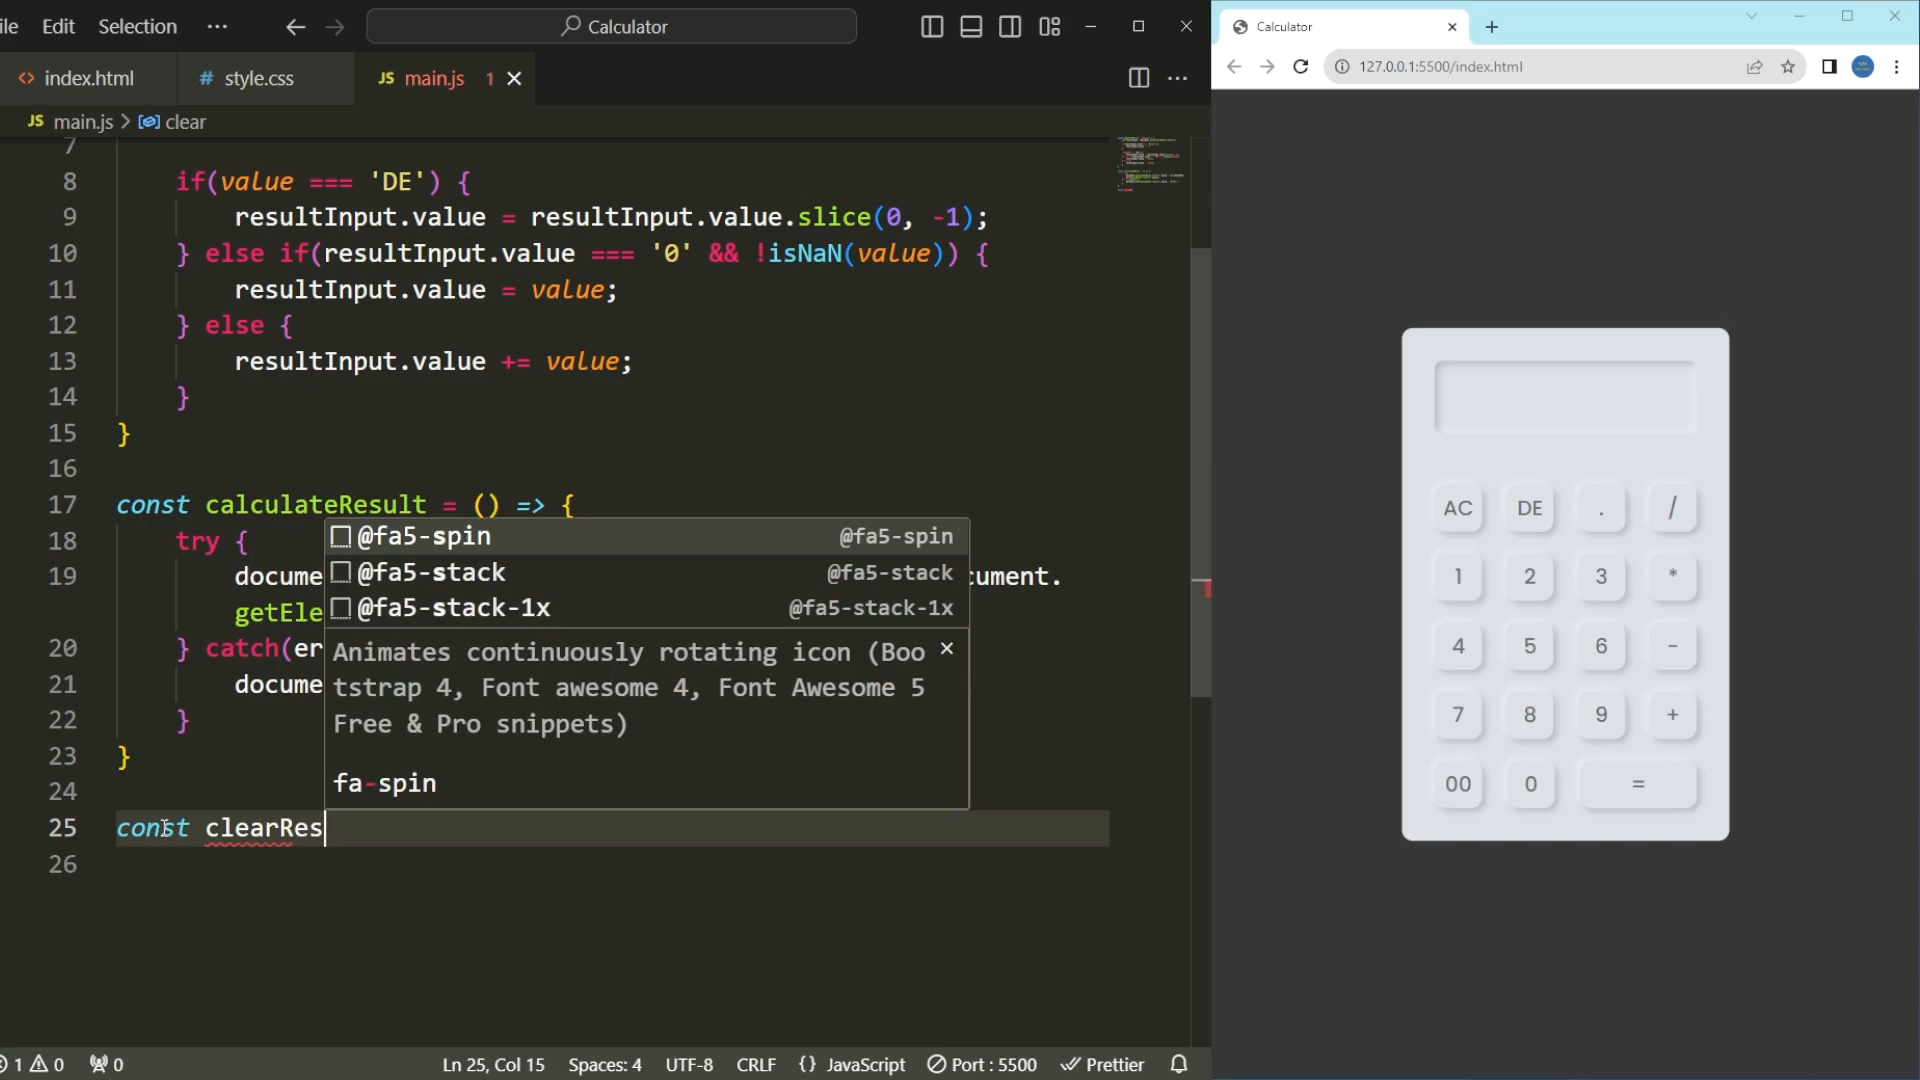 ile Edit Selection ··· Calculator
index.html style.css JS main.js 1
JS main.js > clear
7
8 if(value === 'DE') {
9 resultInput.value = resultInput.value.slice(0, -1);
10 } else if(resultInput.value === '0' && !isNaN(value)) {
11 resultInput.value = value;
12 } else {
13 resultInput.value += value;
14 }
15 }
16
17 const calculateResult = () => {
18 try {
19 docume cument.
getEle
20 } catch(er
21 docume
22 }
23 }
24
25 const clearRes
26
@fa5-spin @fa5-spin
@fa5-stack @fa5-stack
@fa5-stack-1x @fa5-stack-1x
Animates continuously rotating icon (Boo
tstrap 4, Font awesome 4, Font Awesome 5
Free & Pro snippets)
fa-spin
1 0 0 Ln 25, Col 15 Spaces: 4 UTF-8 CRLF {} JavaScript Port : 5500 Prettier
Calculator
127.0.0.1:5500/index.html
AC DE . /
1 2 3 *
4 5 6 -
7 8 9 +
00 0 =